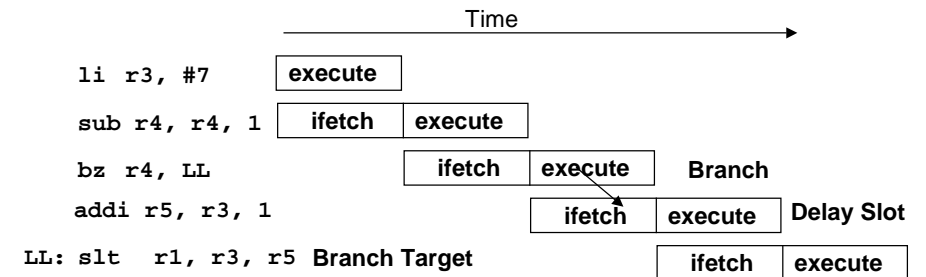 Time
li r3, #7 execute
sub r4, r4, 1 ifetch execute
bz r4, LL ifetch execute Branch
addi r5, r3, 1 ifetch execute Delay Slot
LL: slt r1, r3, r5 Branch Target ifetch execute